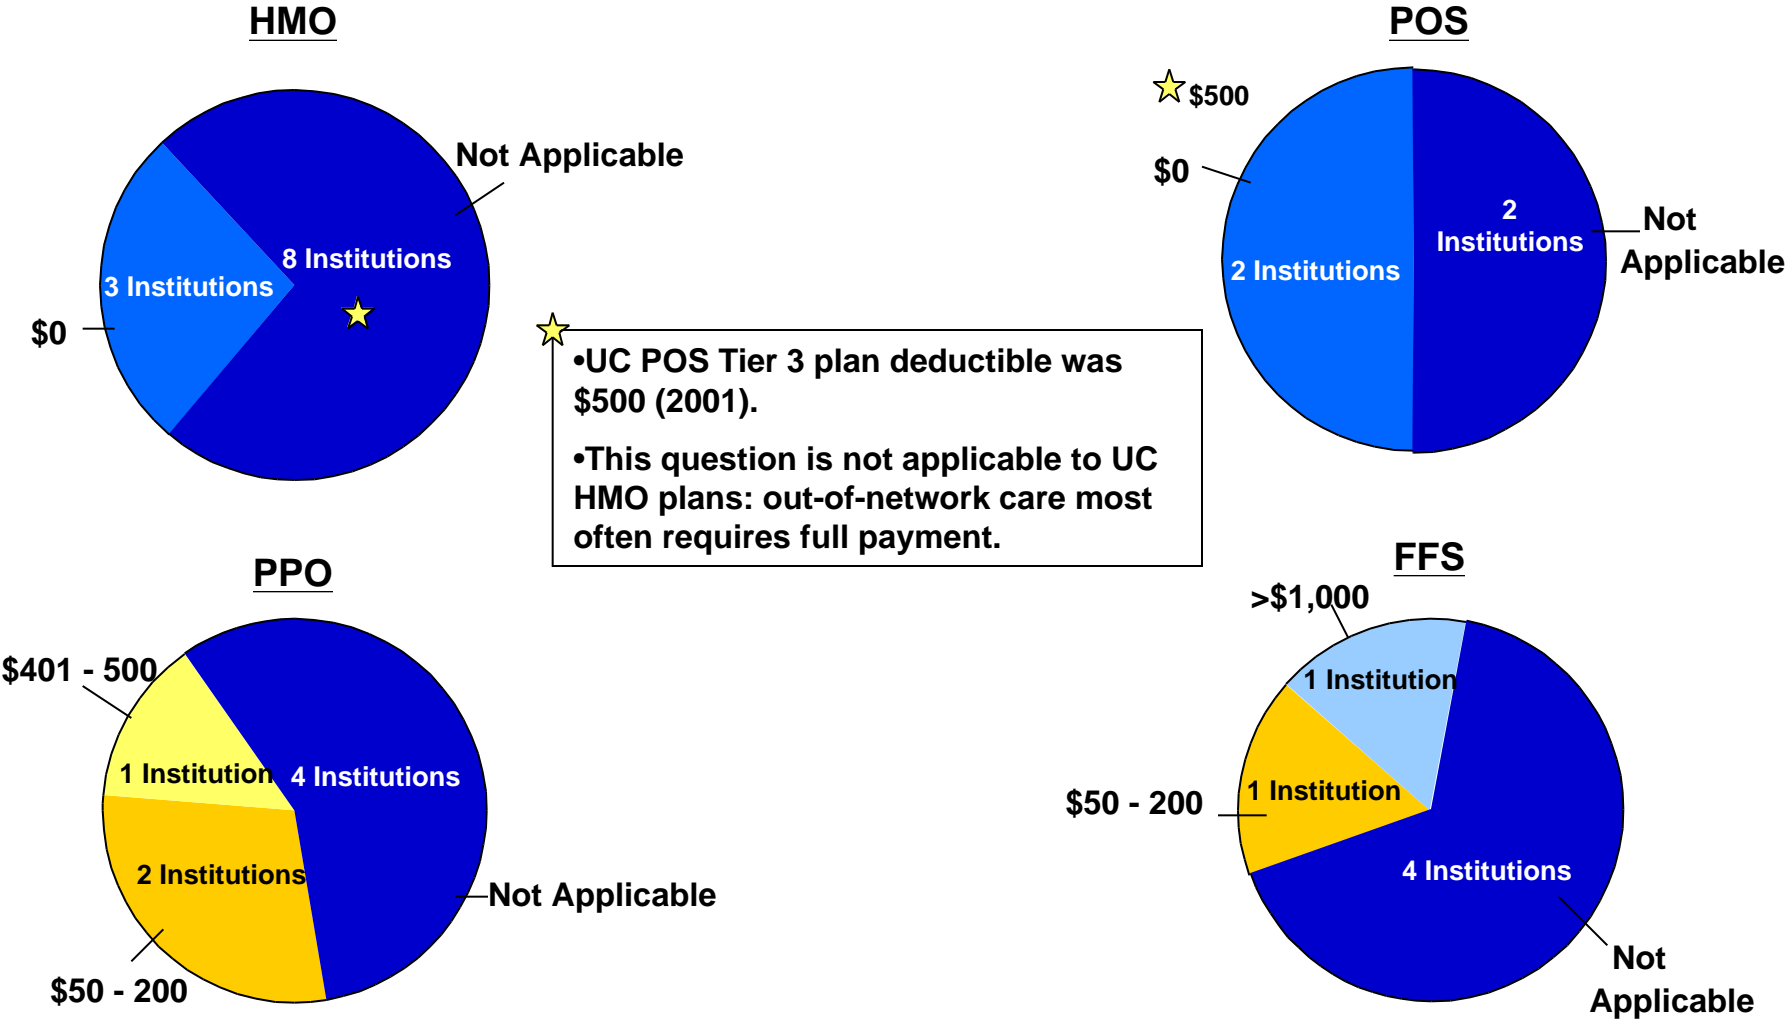 HMO
Not Applicable
8 Institutions
3 Institutions
$0
POS
$500
$0
2
Institutions
2 Institutions
Not
Applicable
•UC POS Tier 3 plan deductible was
$500 (2001).
•This question is not applicable to UC
HMO plans: out-of-network care most
often requires full payment.
PPO
$401 - 500
1 Institution
4 Institutions
2 Institutions
Not Applicable
$50 - 200
FFS
>$1,000
1 Institution
1 Institution
$50 - 200
4 Institutions
Not
Applicable